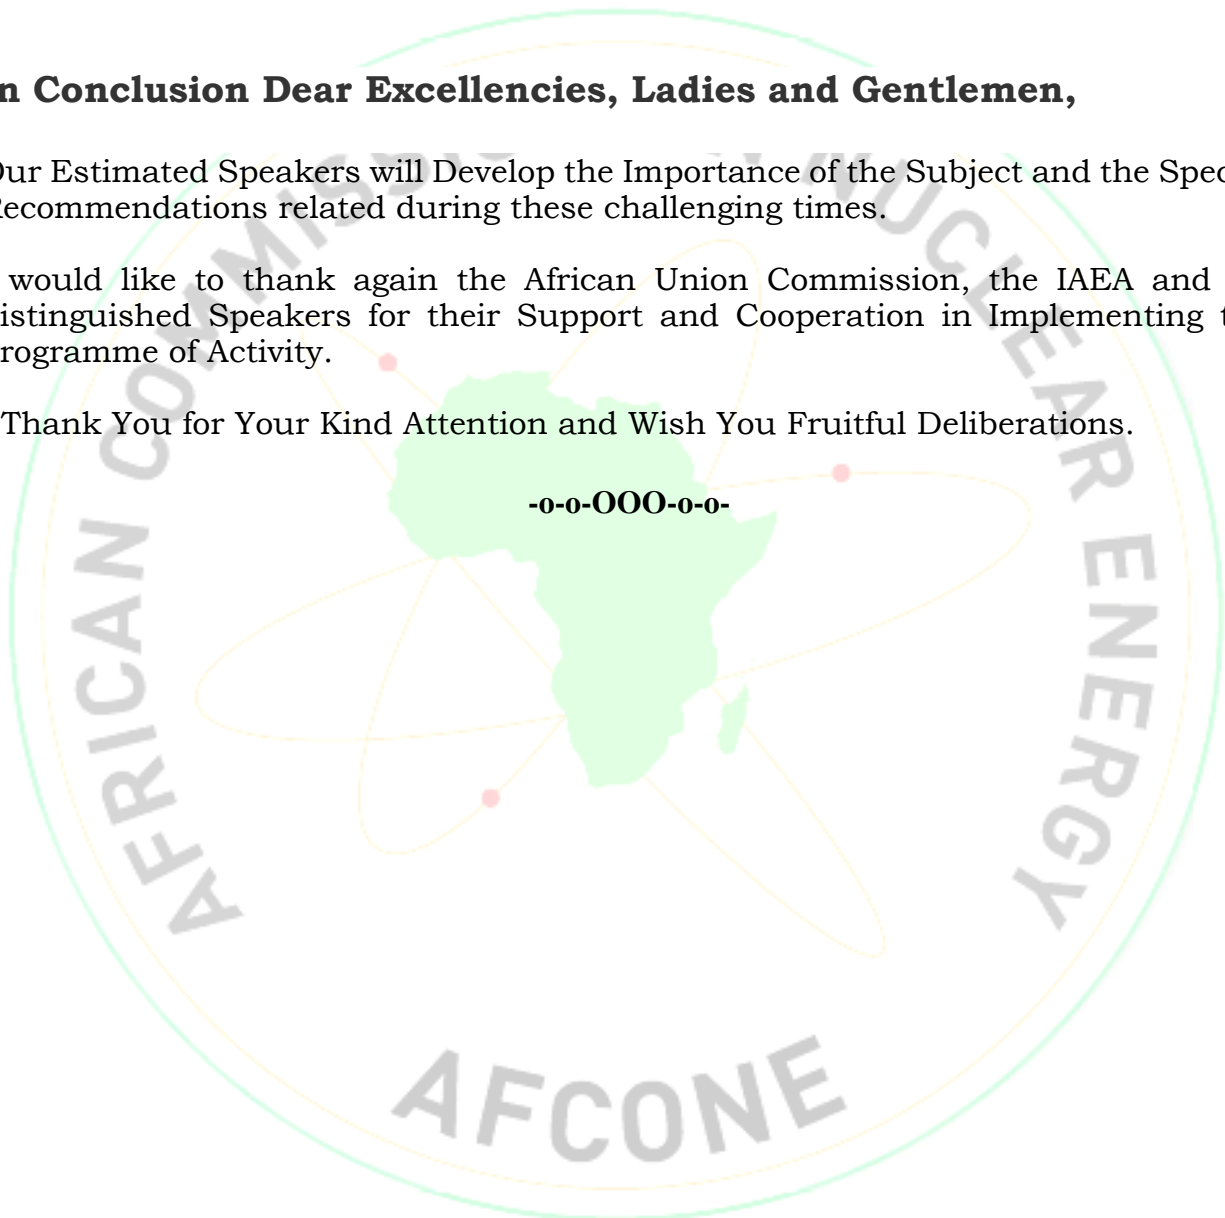 n Conclusion Dear Excellencies, Ladies and Gentlemen,
Our Estimated Speakers will Develop the Importance of the Subject and the Spec
Recommendations related during these challenging times.
would like to thank again the African Union Commission, the IAEA and
istinguished Speakers for their Support and Cooperation in Implementing t
rogramme of Activity.
Thank You for Your Kind Attention and Wish You Fruitful Deliberations.
-o-o-OOO-o-o-
AFRICAN COMMISSION N NUCLEAR ENERGY
AFCONE